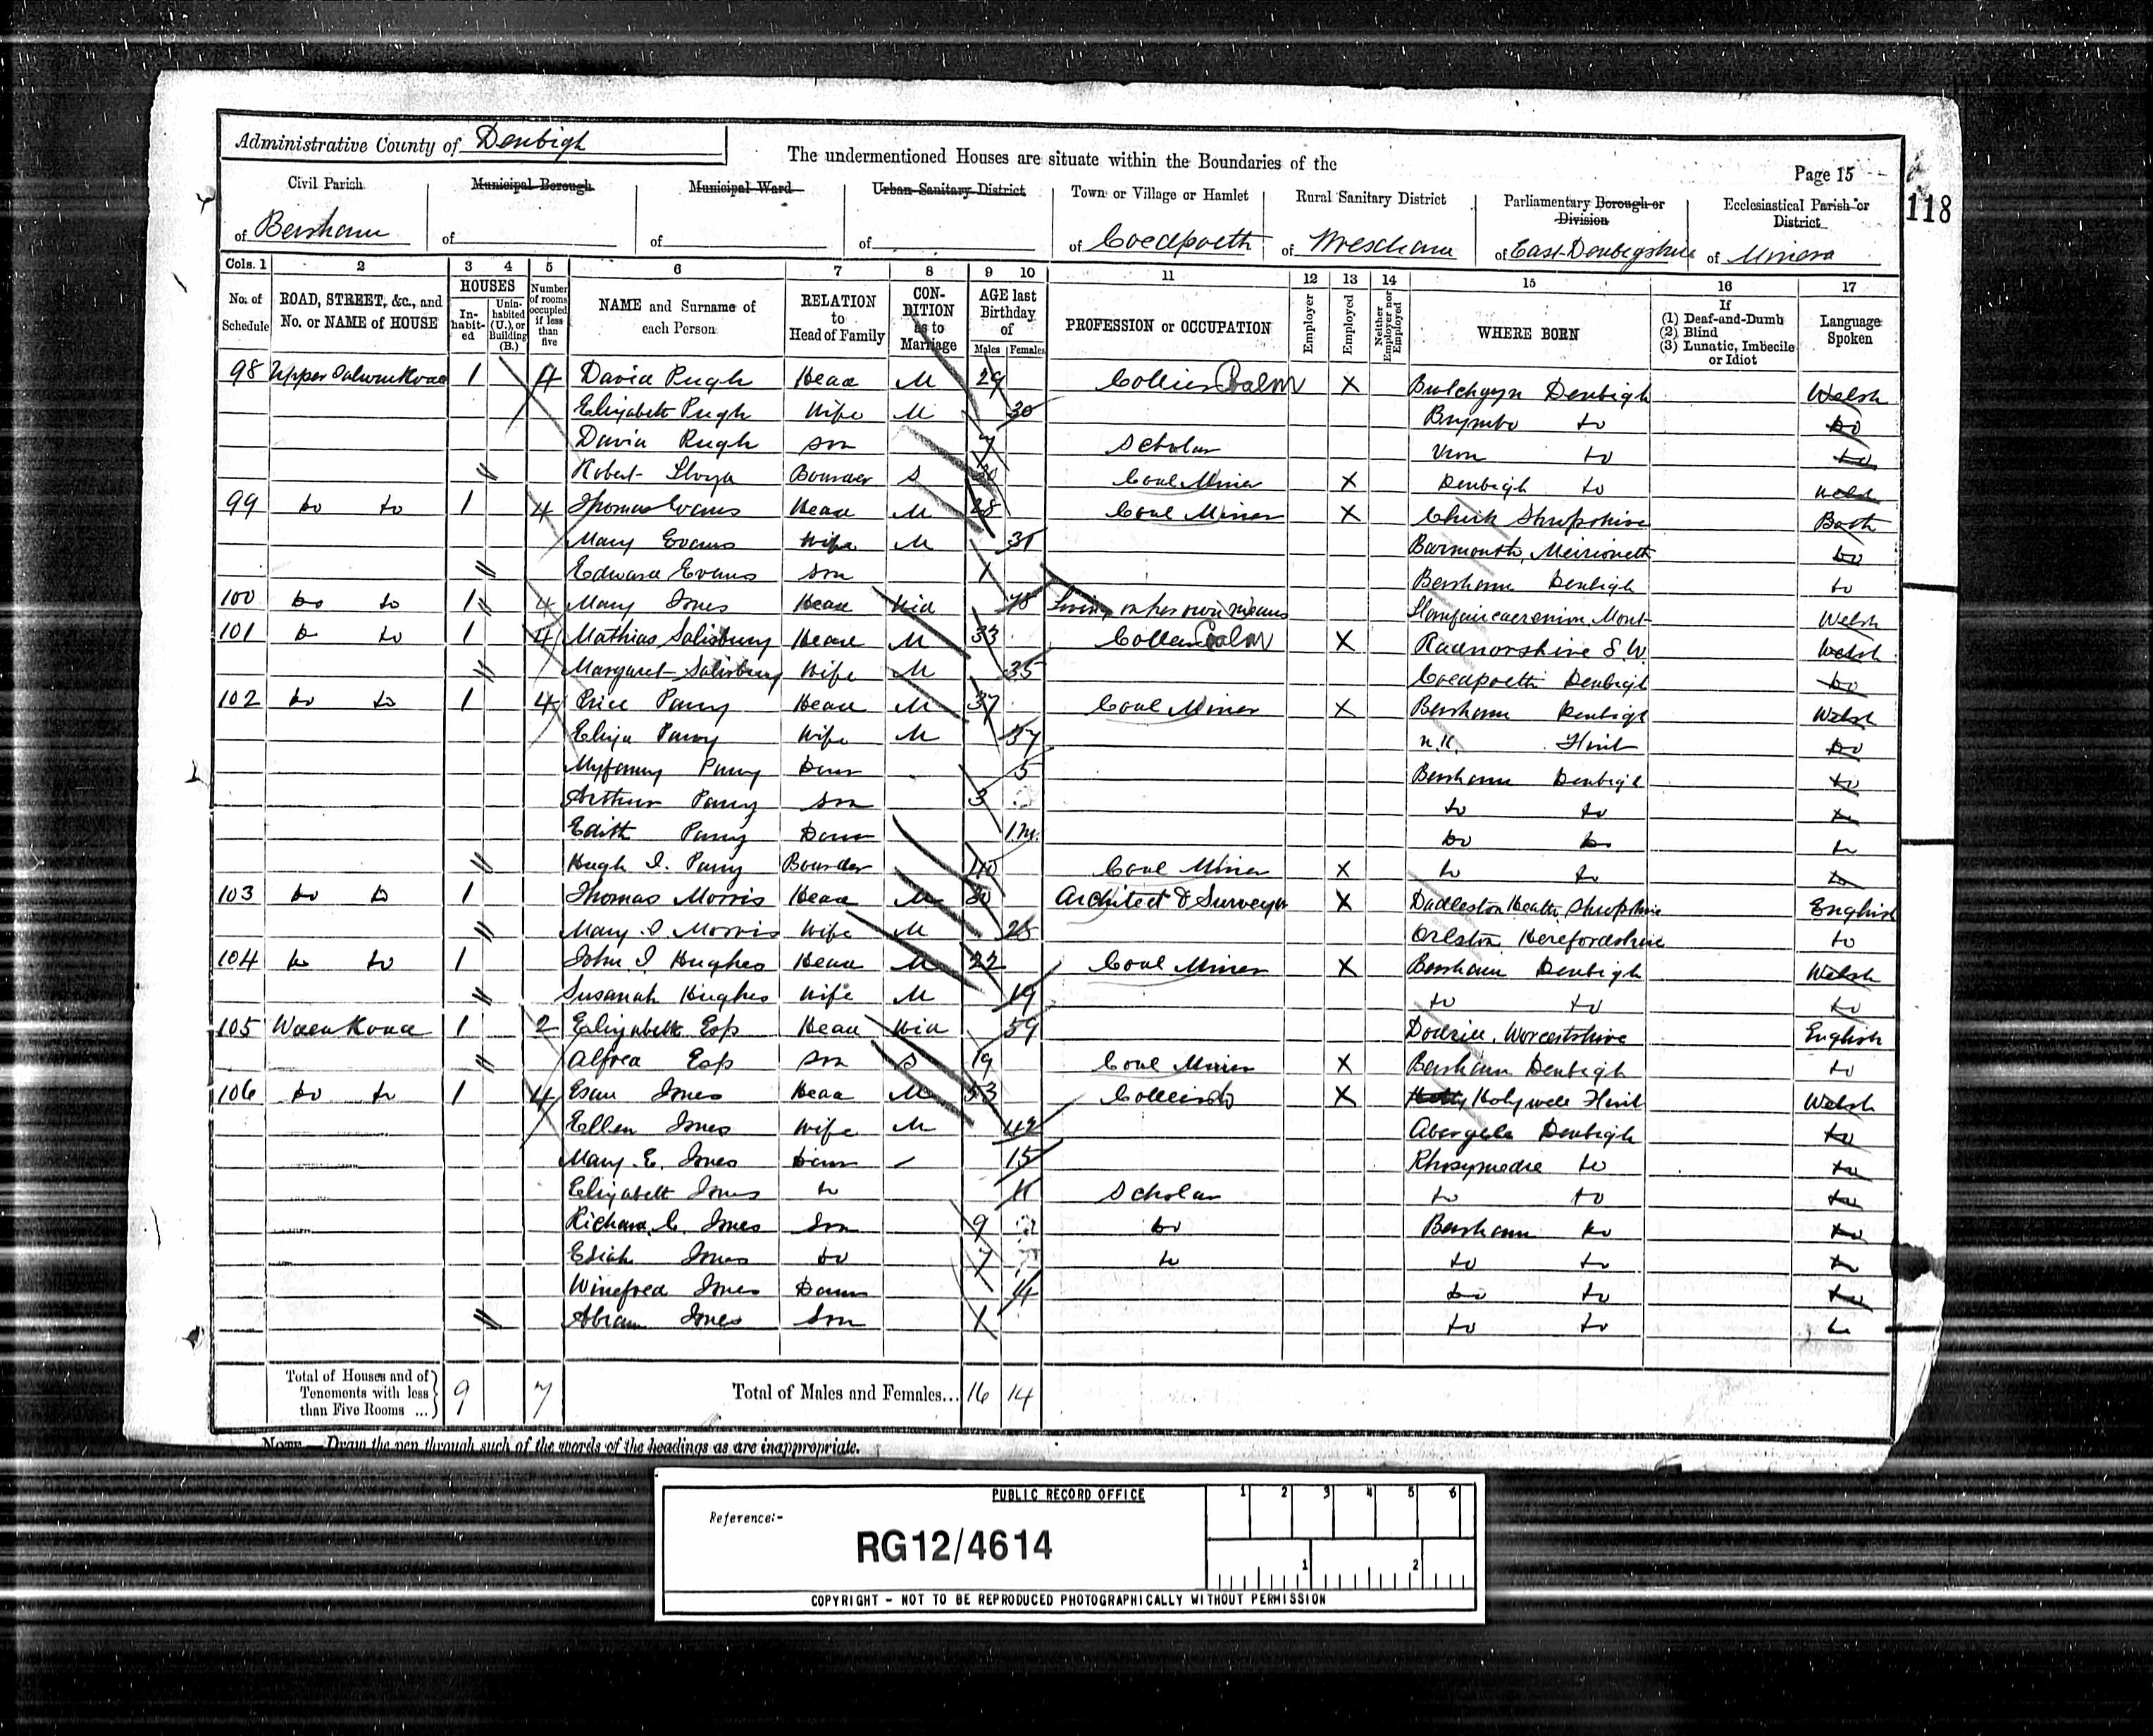 Administrative County of Denbigh
The undermentioned Houses are situate within the Boundaries of the
Page 15
118
Civil Parish Municipal Borough Municipal Ward Urban Sanitary District Town or Village or Hamlet Rural Sanitary District Parliamentary Borough or Division Ecclesiastical Parish or District
of Bersham of of of of Coedpoeth of Wrexham of East Denbigshire of Minera
Cols. 1 2 3 4 5 6 7 8 9 10 11 12 13 14 15 16 17
No. of Schedule ROAD, STREET, &c., and No. or NAME of HOUSE HOUSES In-habit-ed Unin-habited (U.), or Building (B.) Number of rooms occupied if less than five NAME and Surname of each Person RELATION to Head of Family CON-DITION as to Marriage AGE last Birthday of Males Females PROFESSION or OCCUPATION Employer Employed Neither Employer nor Employed WHERE BORN If (1) Deaf-and-Dumb (2) Blind (3) Lunatic, Imbecile or Idiot Language Spoken
98 Upper Road 1 4 David Pugh Head M 29 Collier Coal M X Bwlchgyn Denbigh Welsh
Elizabeth Pugh Wife M 30 Brymbo do do
David Pugh Son 7 Scholar Vron do do
Robert Lloyd Boarder S 20 Coal Miner X Denbigh do Welsh
99 do do 1 4 Thomas Evans Head M 28 Coal Miner X Chirk Shropshire Both
Mary Evans Wife M 31 Barmouth, Meirioneth do
Edward Evans Son 1 Bersham Denbigh do
100 do do 1 4 Mary Jones Head Wid 78 Living on her own means Llanfaircaereinion Mont Welsh
101 do do 1 4 Mathias Salisbury Head M 33 Collier Coal M X Radnorshire S.W. Welsh
Margaret Salisbury Wife M 35 Coedpoeth Denbigh do
102 do do 1 4 Price Parry Head M 37 Coal Miner X Bersham Denbigh Welsh
Eliza Parry Wife M 37 N.K. Flint do
Myfanny Parry Daur 5 Bersham Denbigh do
Arthur Parry Son 3 do do do
Edith Parry Daur 1m. do do do
Hugh I. Parry Boarder 40 Coal Miner X do do do
103 do do 1 Thomas Morris Head M 30 Architect & Surveyor X Dudleston Heath, Shropshire English
Mary I Morris Wife M 25 Orleton Herefordshire do
104 do do 1 John I Hughes Head M 22 Coal Miner X Bersham Denbigh Welsh
Susanah Hughes Wife M 19 do do do
105 Waen Road 1 2 Elizabeth Esp Head Wid 59 Worcestshire English
Alfred Esp Son S 19 Coal Miner X Bersham Denbigh do
106 do do 1 4 Esau Jones Head M 53 Collier do X Holywell Flint Welsh
Ellen Jones Wife M 42 Abergele Denbigh do
Mary. E. Jones Daur 15 Rhosymedre do do
Elizabeth Jones do 11 Scholar do do do
Richard. C. Jones Son 9 do Bersham do do
Esiah Jones do 7 do do do do
Winefred Jones Daur 4 do do do
Abram Jones Son 1 do do do
Total of Houses and of Tenements with less than Five Rooms ... 9 7 Total of Males and Females... 16 14
NOTE.—Draw the pen through such of the words of the headings as are inappropriate.
PUBLIC RECORD OFFICE
1 2 3 4 5 6
Reference:-
RG12/4614
1 2
COPYRIGHT - NOT TO BE REPRODUCED PHOTOGRAPHICALLY WITHOUT PERMISSION